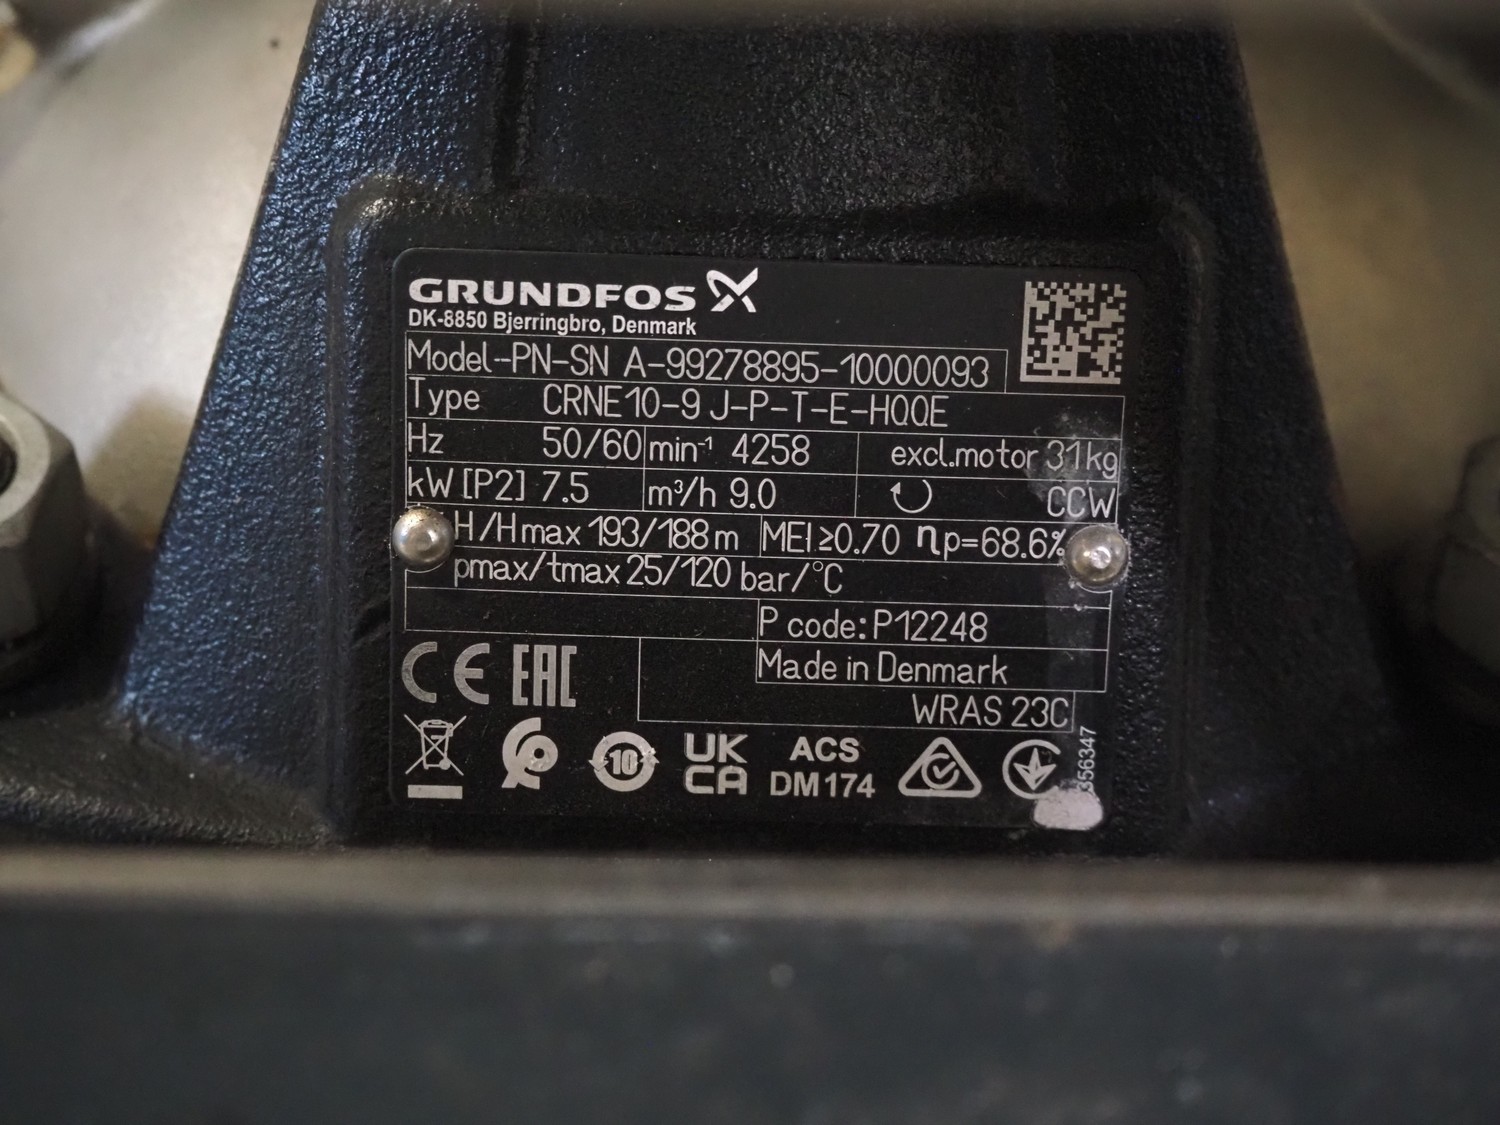 GRUNDFOS
DK-8850 Bjerringbro, Denmark
Model-PN-SN A-99278895-10000093
Type CRNE10-9 J-P-T-E-HQQE
Hz 50/60 min⁻¹ 4258 excl.motor 31kg
kW [P2] 7.5 m³/h 9.0 CCW
H/Hmax 193/188 m MEI≥0.70 ηp=68.6%
pmax/tmax 25/120 bar/°C
P code: P12248
Made in Denmark
WRAS 23C
CE EAC
10 UK CA ACS DM174